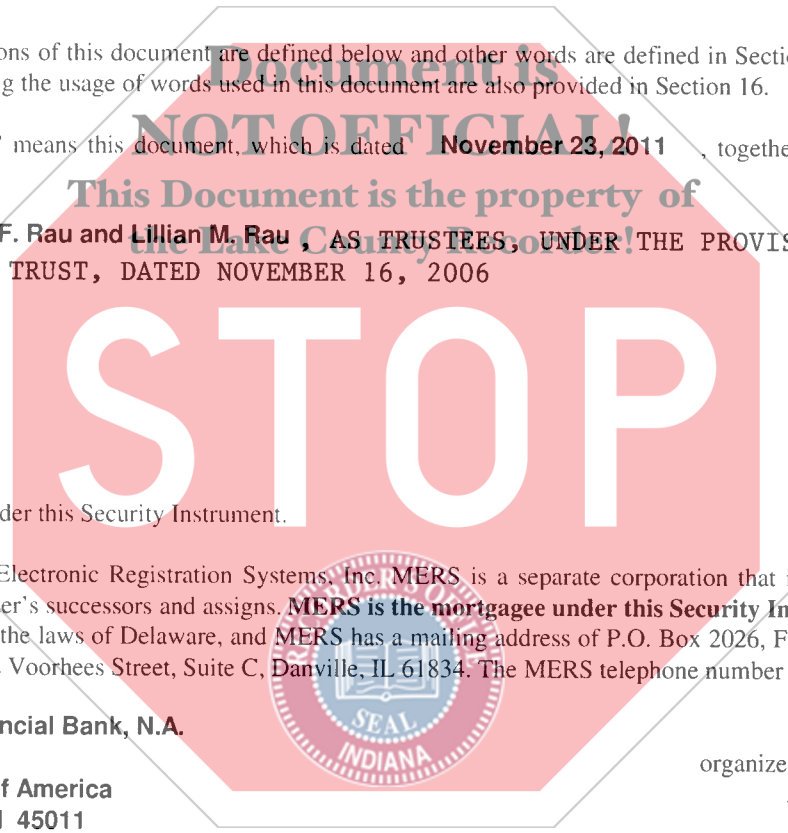 ons of this document are defined below and other words are defined in Secti
g the usage of words used in this document are also provided in Section 16.
Document is
NOT OFFICIAL!
This Document is the property of
the Lake County Recorder!
means this document, which is dated November 23, 2011 , togethe
F. Rau and Lillian M. Rau , AS TRUSTEES, UNDER THE PROVIS
TRUST, DATED NOVEMBER 16, 2006
STOP
der this Security Instrument.
Electronic Registration Systems, Inc. MERS is a separate corporation that
er's successors and assigns. MERS is the mortgagee under this Security In
the laws of Delaware, and MERS has a mailing address of P.O. Box 2026, F
Voorhees Street, Suite C, Danville, IL 61834. The MERS telephone number
RECORDER'S OFFICE
SEAL
INDIANA
ncial Bank, N.A.
organize
f America
45011